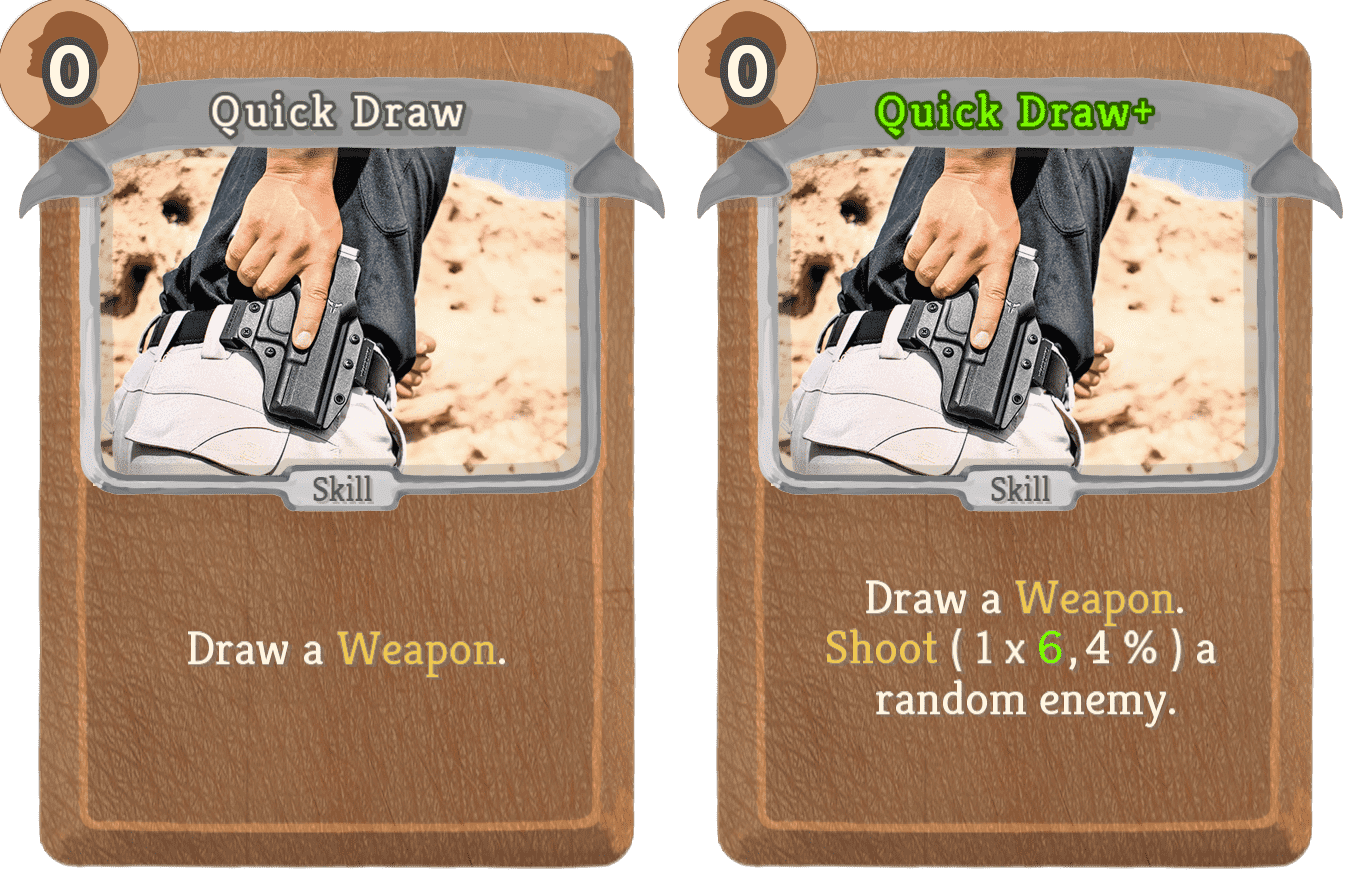 0
Quick Draw
Skill
Draw a Weapon.
0
Quick Draw+
Skill
Draw a Weapon.
Shoot ( 1 x 6, 4 % ) a
random enemy.